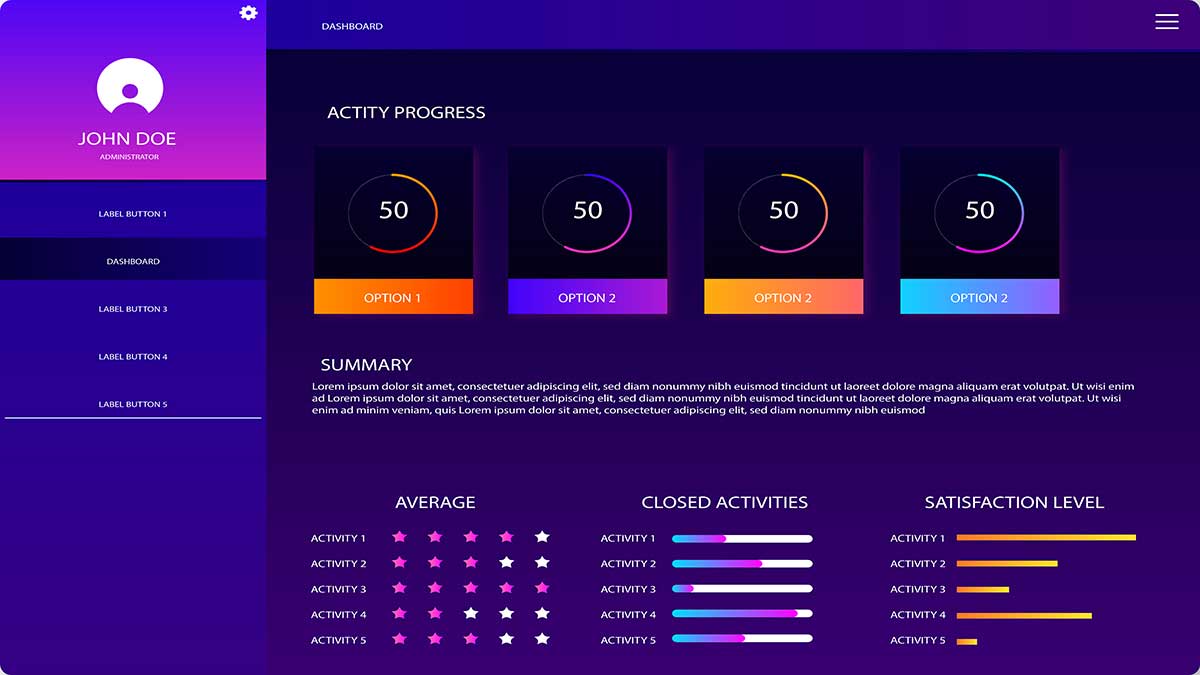 JOHN DOE
ADMINISTRATOR
LABEL BUTTON 1
DASHBOARD
LABEL BUTTON 3
LABEL BUTTON 4
LABEL BUTTON 5
DASHBOARD
ACTITY PROGRESS
50
OPTION 1
50
OPTION 2
50
OPTION 2
50
OPTION 2
SUMMARY
Lorem ipsum dolor sit amet, consectetuer adipiscing elit, sed diam nonummy nibh euismod tincidunt ut laoreet dolore magna aliquam erat volutpat. Ut wisi enim
ad Lorem ipsum dolor sit amet, consectetuer adipiscing elit, sed diam nonummy nibh euismod tincidunt ut laoreet dolore magna aliquam erat volutpat. Ut wisi
enim ad minim veniam, quis Lorem ipsum dolor sit amet, consectetuer adipiscing elit, sed diam nonummy nibh euismod
AVERAGE
ACTIVITY 1
ACTIVITY 2
ACTIVITY 3
ACTIVITY 4
ACTIVITY 5
CLOSED ACTIVITIES
ACTIVITY 1
ACTIVITY 2
ACTIVITY 3
ACTIVITY 4
ACTIVITY 5
SATISFACTION LEVEL
ACTIVITY 1
ACTIVITY 2
ACTIVITY 3
ACTIVITY 4
ACTIVITY 5